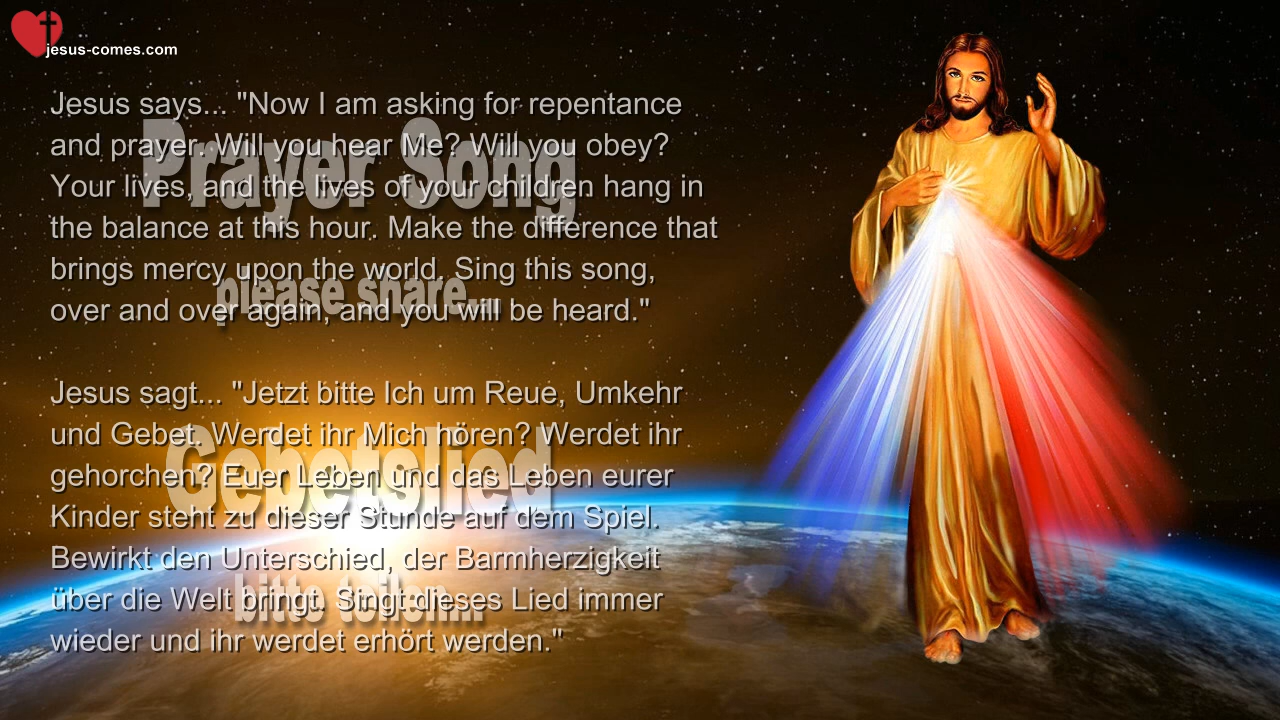 jesus-comes.com
Jesus says... "Now I am asking for repentance
and prayer. Will you hear Me? Will you obey?
Your lives, and the lives of your children hang in
the balance at this hour. Make the difference that
brings mercy upon the world. Sing this song,
over and over again, and you will be heard."
Prayer Song
please share...
Jesus sagt... "Jetzt bitte Ich um Reue, Umkehr
und Gebet. Werdet ihr Mich hören? Werdet ihr
gehorchen? Euer Leben und das Leben eurer
Kinder steht zu dieser Stunde auf dem Spiel.
Bewirkt den Unterschied, der Barmherzigkeit
über die Welt bringt. Singt dieses Lied immer
wieder und ihr werdet erhört werden."
Gebetslied
bitte teilen...